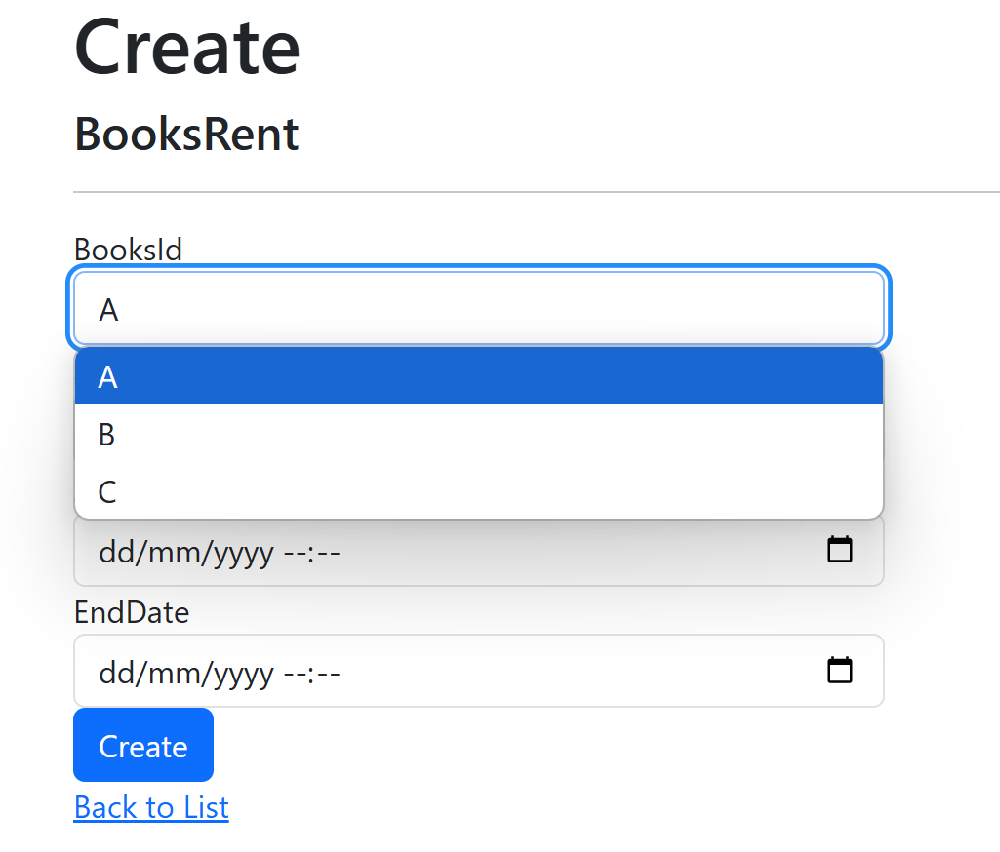 Create
BooksRent
BooksId
A
A
B
C
dd/mm/yyyy --:--
EndDate
dd/mm/yyyy --:--
Create
Back to List